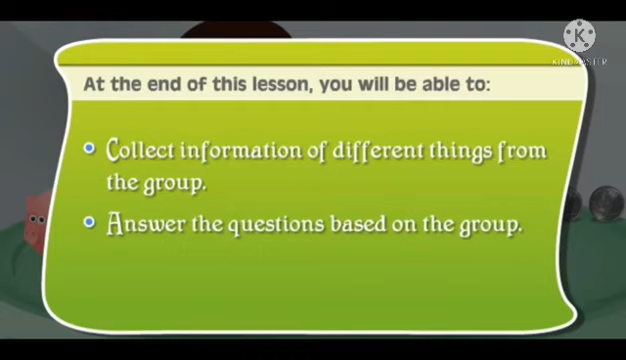 KINEMASTER
At the end of this lesson, you will be able to:
Collect information of different things from
the group.
Answer the questions based on the group.